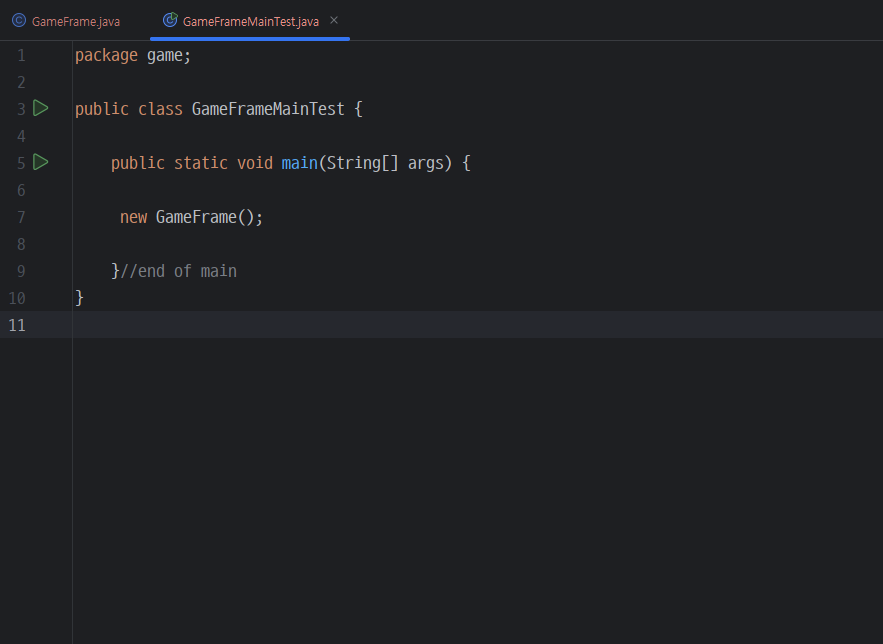 GameFrame.java GameFrameMainTest.java
1 package game;
2
3 public class GameFrameMainTest {
4
5 public static void main(String[] args) {
6
7 new GameFrame();
8
9 }//end of main
10 }
11